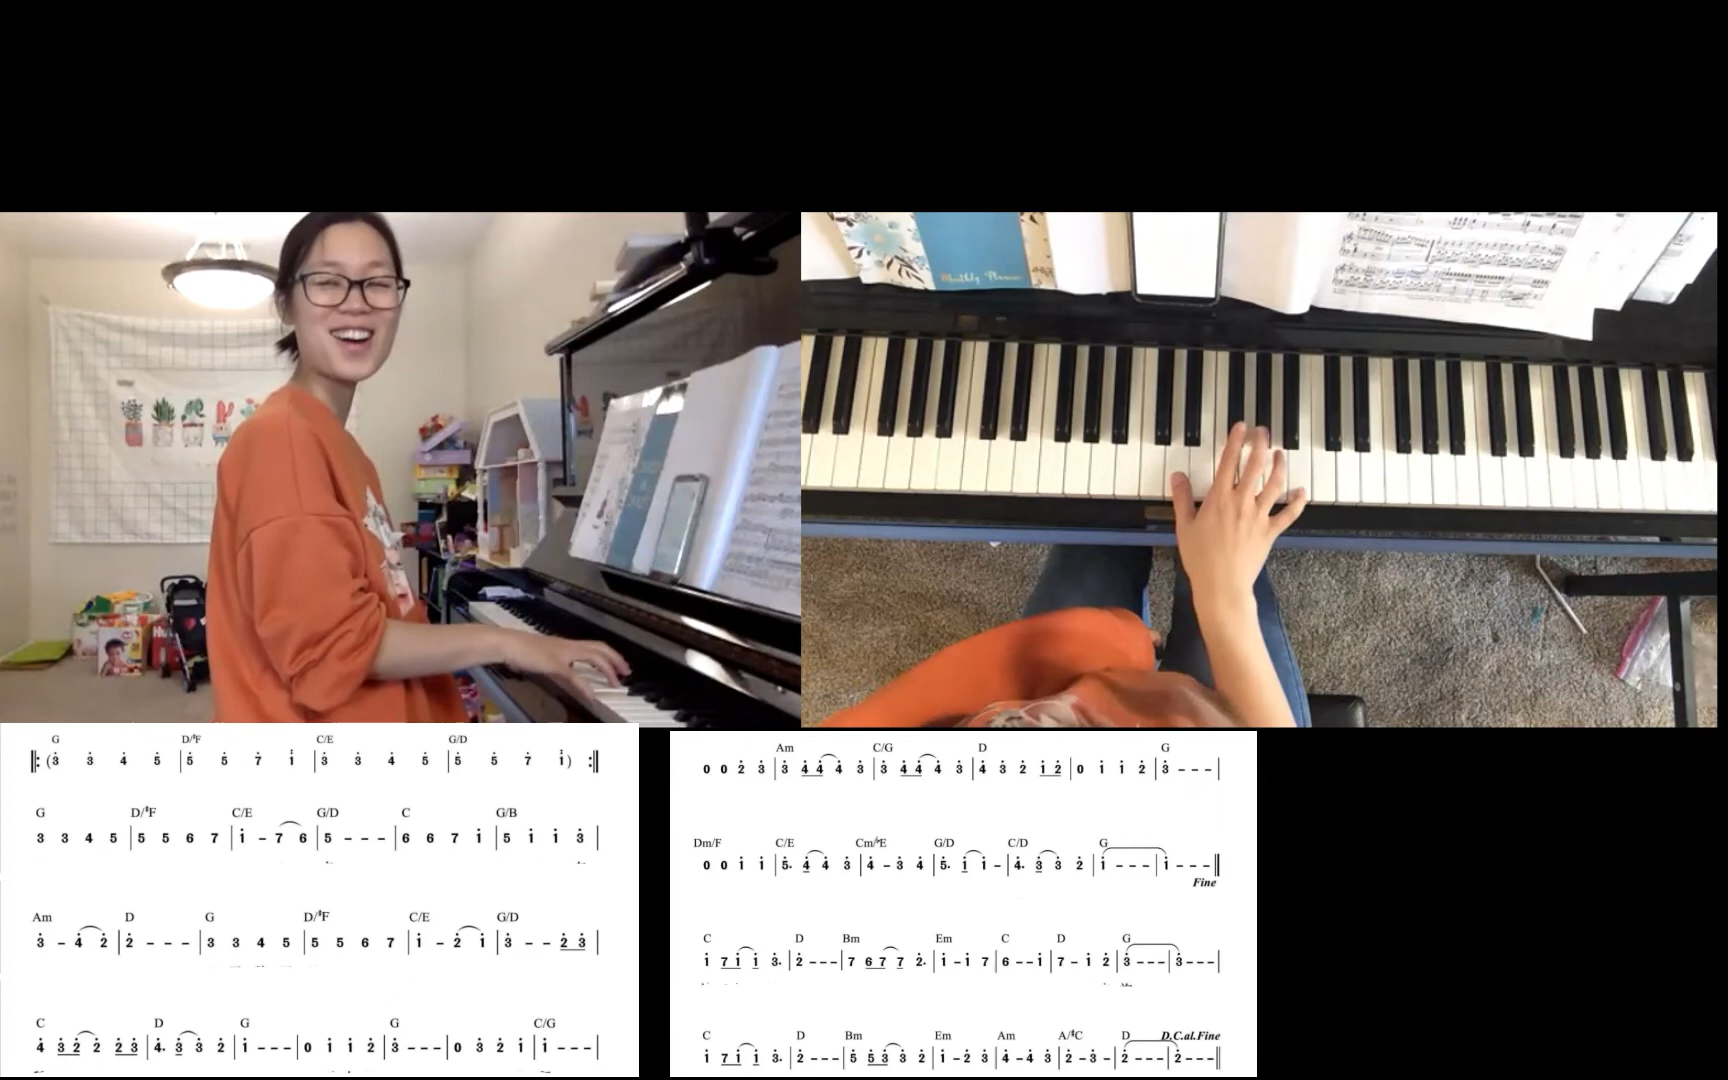 Monthly Planner
G D/#F C/E G/D
‖: (3̇ 3̇ 4̇ 5̇ | 5̇ 5̇ 7̇ 1̈ | 3̇ 3̇ 4̇ 5̇ | 5̇ 5̇ 7̇ 1̈) :‖
G D/#F C/E G/D C G/B
3 3 4 5 | 5 5 6 7 | 1̇ - 7 6 | 5 - - - | 6 6 7 1̇ | 5 1̇ 1̇ 3̇ |
Am D G D/#F C/E G/D
3̇ - 4̇ 2̇ | 2̇ - - - | 3 3 4 5 | 5 5 6 7 | 1̇ - 2̇ 1̇ | 3̇ - - 2̇ 3̇ |
C D G G C/G
4̇ 3̇ 2̇ 2̇ 2̇ 3̇ | 4̇. 3̇ 3̇ 2̇ | 1̇ - - - | 0 1̇ 1̇ 2̇ | 3̇ - - - | 0 3̇ 2̇ 1̇ | 1̇ - - - |
Am C/G D G
0 0 2̇ 3̇ | 3̇ 4̇ 4̇ 4̇ 3̇ | 3̇ 4̇ 4̇ 4̇ 3̇ | 4̇ 3̇ 2̇ 1̇ 2̇ | 0 1̇ 1̇ 2̇ | 3̇ - - - |
Dm/F C/E Cm/♭E G/D C/D G
0 0 1̇ 1̇ | 5̇. 4̇ 4̇ 3̇ | 4̇ - 3̇ 4̇ | 5̇. 1̇ 1̇ - | 4̇. 3̇ 3̇ 2̇ | 1̇ - - - | 1̇ - - - ‖
Fine
C D Bm Em C D G
1̇ 7 1̇ 1̇ 3̇. | 2̇ - - - | 7 6 7 7 2̇. | 1̇ - 1̇ 7 | 6 - - 1̇ | 7 - 1̇ 2̇ | 3̇ - - - | 3̇ - - - |
C D Bm Em Am A/#C D D.C.al.Fine
1̇ 7 1̇ 1̇ 3̇. | 2̇ - - - | 5̇ 5̇ 3̇ 3̇ 2̇ | 1̇ - 2̇ 3̇ | 4̇ - 4̇ 3̇ | 2̇ - 3̇ - | 2̇ - - - | 2̇ - - - ‖